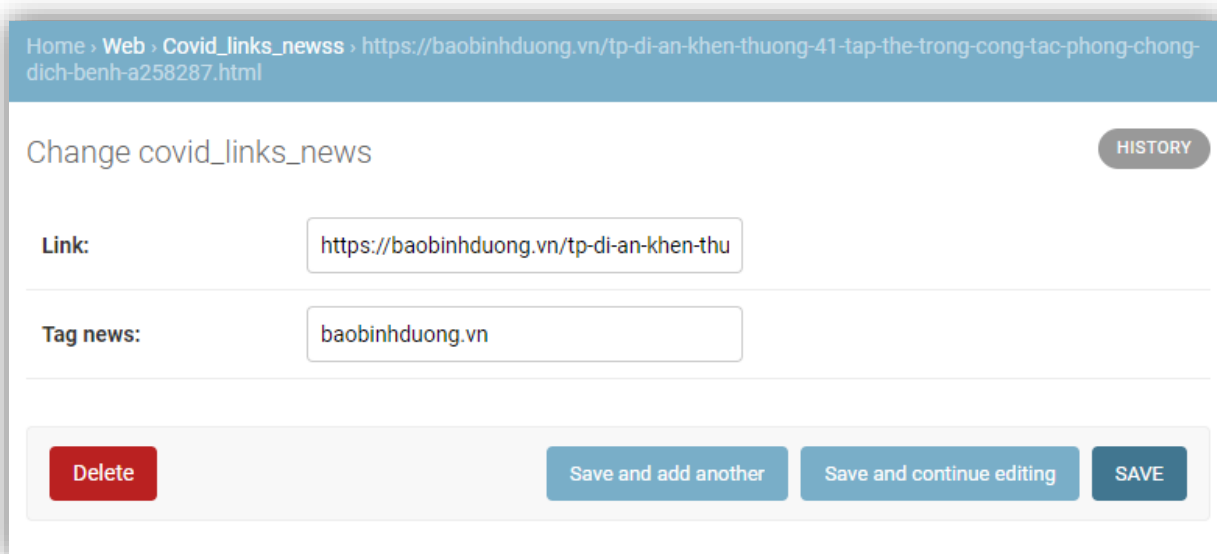 Home › Web › Covid_links_newss › https://baobinhduong.vn/tp-di-an-khen-thuong-41-tap-the-trong-cong-tac-phong-chong-
dich-benh-a258287.html
Change covid_links_news
HISTORY
Link:
https://baobinhduong.vn/tp-di-an-khen-thu
Tag news:
baobinhduong.vn
Delete
Save and add another
Save and continue editing
SAVE